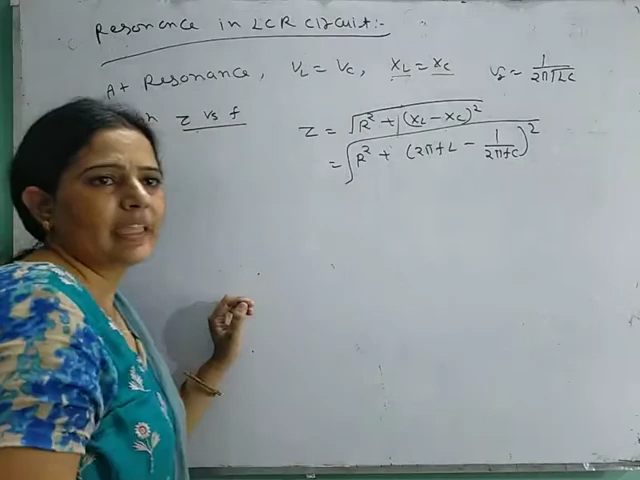 Resonance in LCR Circuit:-
At Resonance, VL = VC, XL = XC νr = 1/2π√LC
z vs f Z = √R² + (XL - XC)²
= √R² + (2πfL - 1/2πfC)²